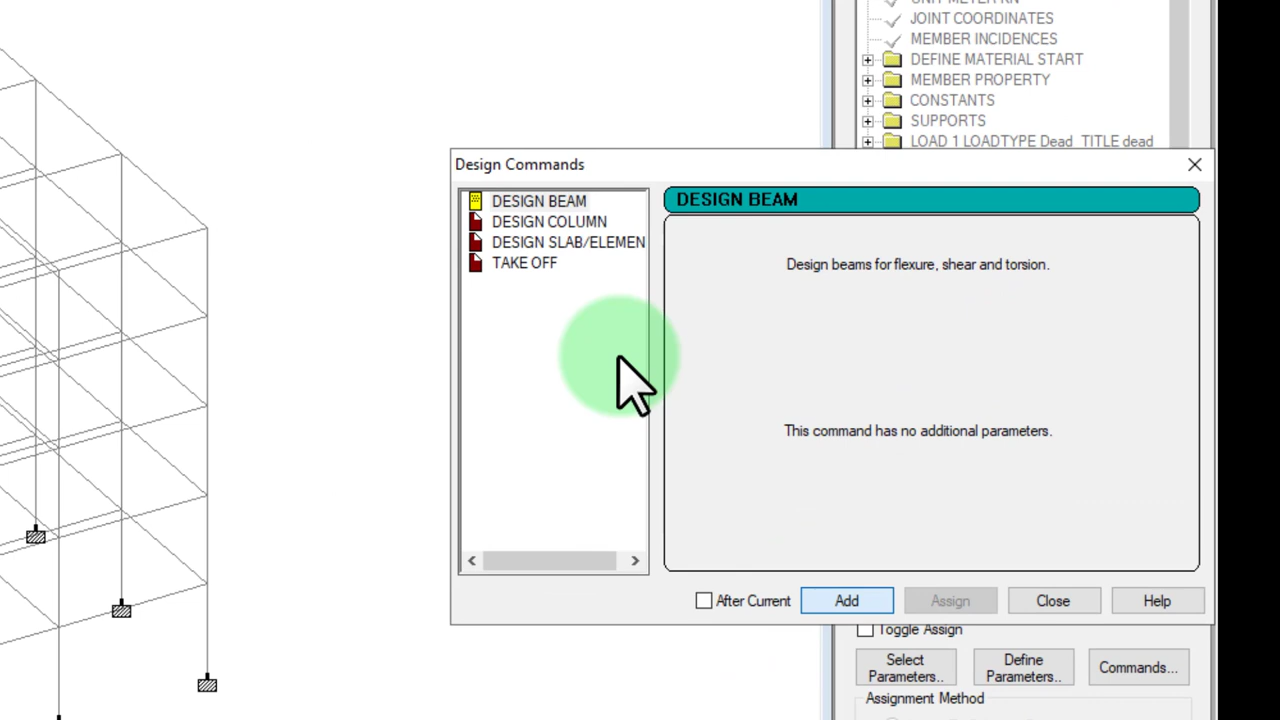 UNIT METER KN
JOINT COORDINATES
MEMBER INCIDENCES
DEFINE MATERIAL START
MEMBER PROPERTY
CONSTANTS
SUPPORTS
LOAD 1 LOADTYPE Dead TITLE dead
Design Commands
DESIGN BEAM
DESIGN COLUMN
DESIGN SLAB/ELEMEN
TAKE OFF
DESIGN BEAM
Design beams for flexure, shear and torsion.
This command has no additional parameters.
After Current
Add
Assign
Close
Help
Toggle Assign
Select
Parameters..
Define
Parameters..
Commands...
Assignment Method